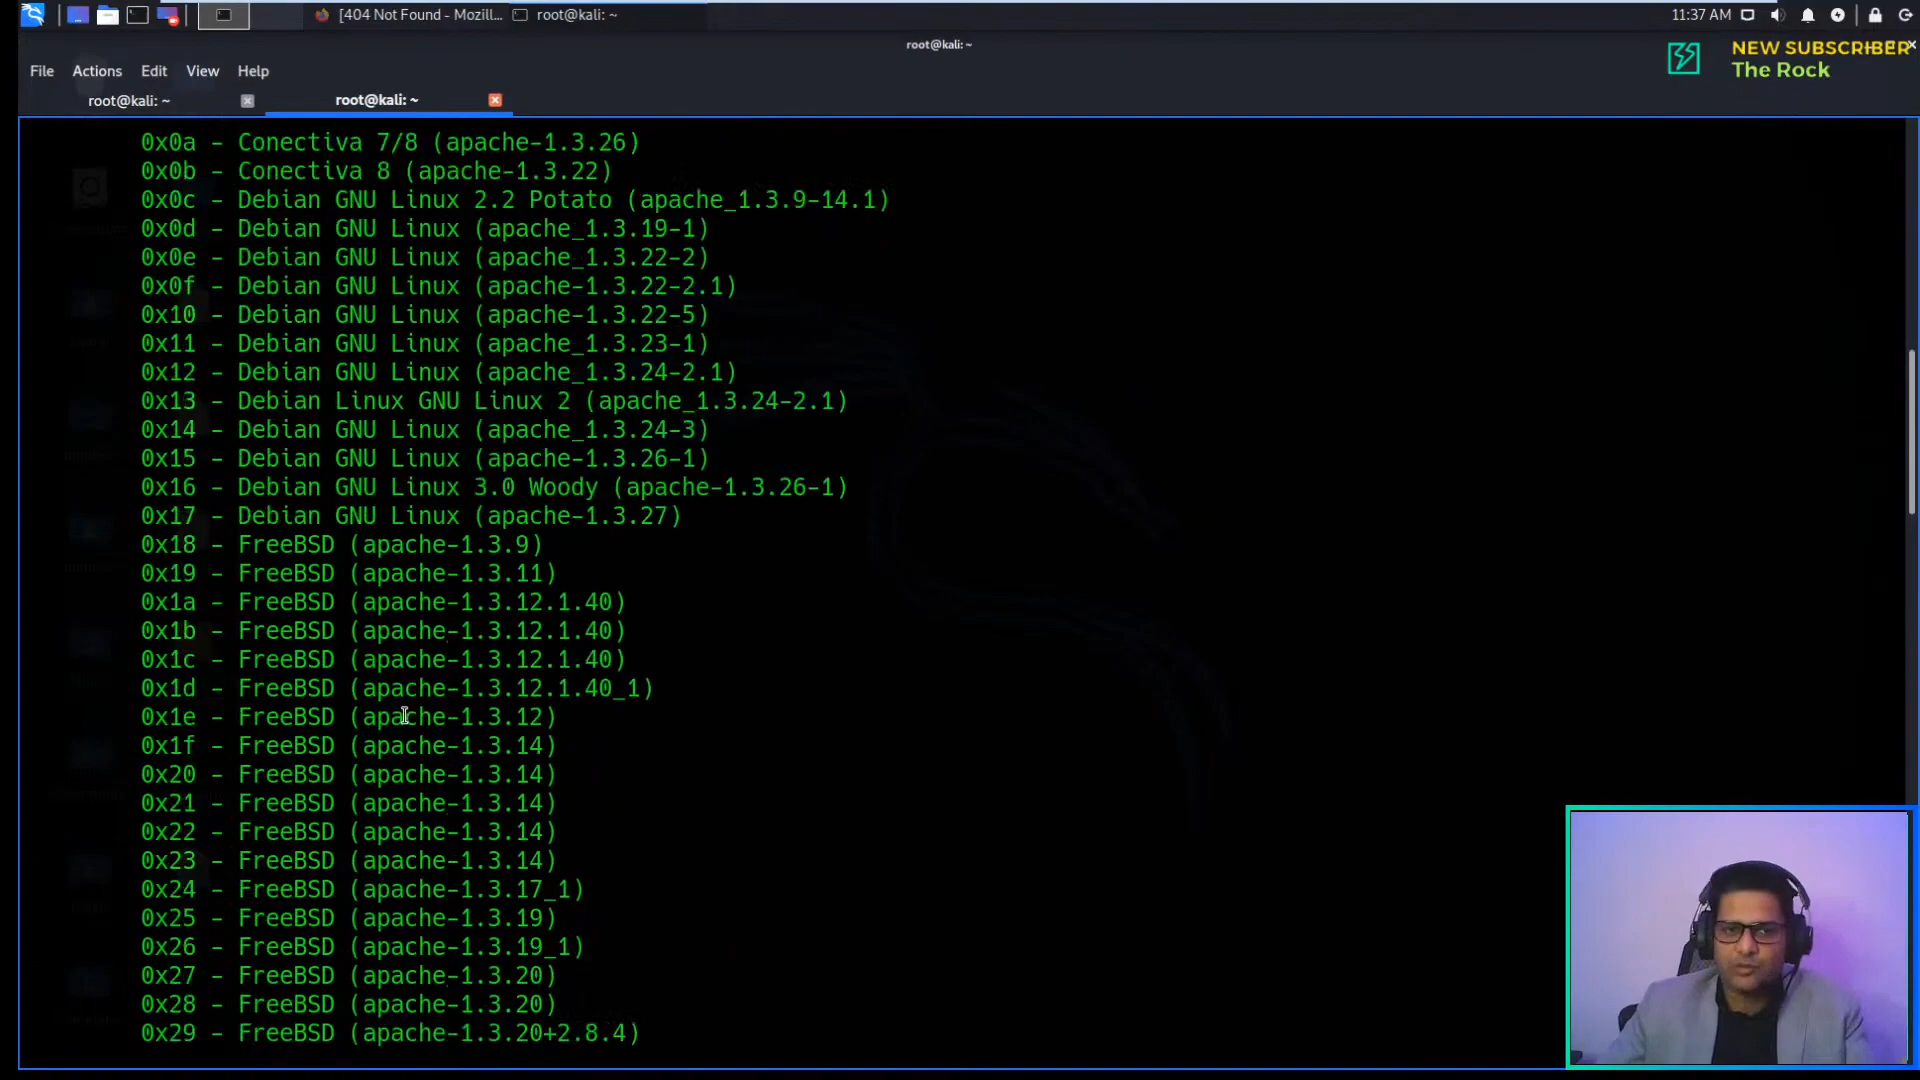 [404 Not Found - Mozill...
root@kali: ~
11:37 AM
root@kali: ~
NEW SUBSCRIBER
The Rock
File Actions Edit View Help
root@kali: ~
root@kali: ~
0x0a - Conectiva 7/8 (apache-1.3.26)
0x0b - Conectiva 8 (apache-1.3.22)
0x0c - Debian GNU Linux 2.2 Potato (apache_1.3.9-14.1)
0x0d - Debian GNU Linux (apache_1.3.19-1)
0x0e - Debian GNU Linux (apache_1.3.22-2)
0x0f - Debian GNU Linux (apache-1.3.22-2.1)
0x10 - Debian GNU Linux (apache-1.3.22-5)
0x11 - Debian GNU Linux (apache_1.3.23-1)
0x12 - Debian GNU Linux (apache_1.3.24-2.1)
0x13 - Debian Linux GNU Linux 2 (apache_1.3.24-2.1)
0x14 - Debian GNU Linux (apache_1.3.24-3)
0x15 - Debian GNU Linux (apache-1.3.26-1)
0x16 - Debian GNU Linux 3.0 Woody (apache-1.3.26-1)
0x17 - Debian GNU Linux (apache-1.3.27)
0x18 - FreeBSD (apache-1.3.9)
0x19 - FreeBSD (apache-1.3.11)
0x1a - FreeBSD (apache-1.3.12.1.40)
0x1b - FreeBSD (apache-1.3.12.1.40)
0x1c - FreeBSD (apache-1.3.12.1.40)
0x1d - FreeBSD (apache-1.3.12.1.40_1)
0x1e - FreeBSD (apache-1.3.12)
0x1f - FreeBSD (apache-1.3.14)
0x20 - FreeBSD (apache-1.3.14)
0x21 - FreeBSD (apache-1.3.14)
0x22 - FreeBSD (apache-1.3.14)
0x23 - FreeBSD (apache-1.3.14)
0x24 - FreeBSD (apache-1.3.17_1)
0x25 - FreeBSD (apache-1.3.19)
0x26 - FreeBSD (apache-1.3.19_1)
0x27 - FreeBSD (apache-1.3.20)
0x28 - FreeBSD (apache-1.3.20)
0x29 - FreeBSD (apache-1.3.20+2.8.4)